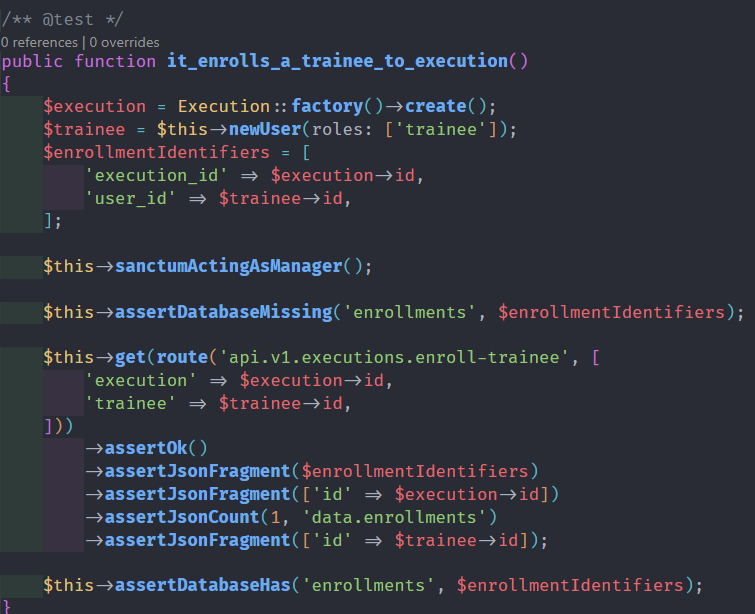 /** @test */
0 references | 0 overrides
public function it_enrolls_a_trainee_to_execution()
{
    $execution = Execution::factory()->create();
    $trainee = $this->newUser(roles: ['trainee']);
    $enrollmentIdentifiers = [
        'execution_id' => $execution->id,
        'user_id' => $trainee->id,
    ];

    $this->sanctumActingAsManager();

    $this->assertDatabaseMissing('enrollments', $enrollmentIdentifiers);

    $this->get(route('api.v1.executions.enroll-trainee', [
        'execution' => $execution->id,
        'trainee' => $trainee->id,
    ]))
        ->assertOk()
        ->assertJsonFragment($enrollmentIdentifiers)
        ->assertJsonFragment(['id' => $execution->id])
        ->assertJsonCount(1, 'data.enrollments')
        ->assertJsonFragment(['id' => $trainee->id]);

    $this->assertDatabaseHas('enrollments', $enrollmentIdentifiers);
}